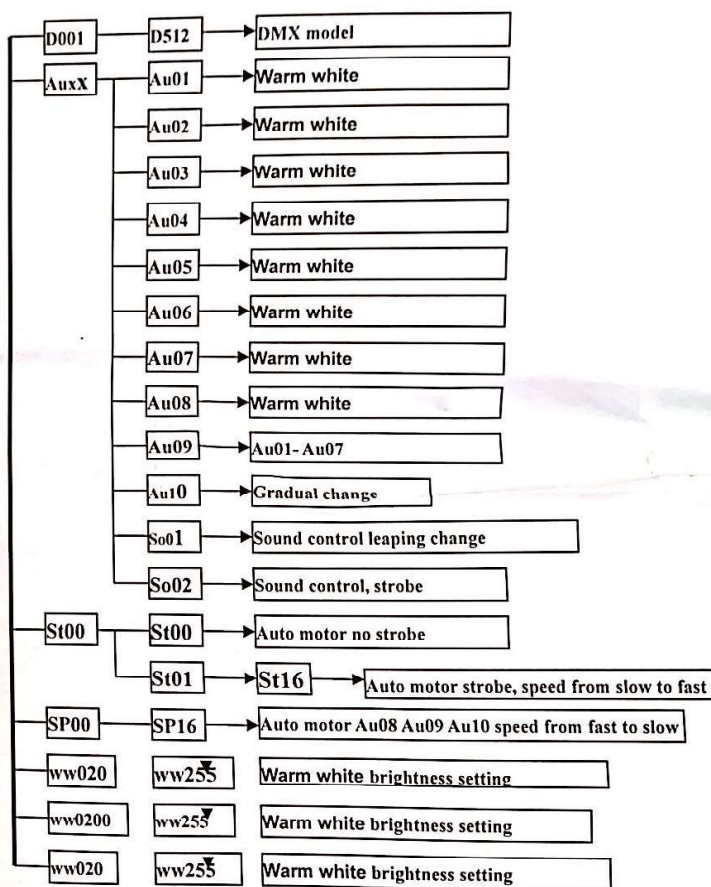 D001 D512 DMX model
AuxX Au01 Warm white
Au02 Warm white
Au03 Warm white
Au04 Warm white
Au05 Warm white
Au06 Warm white
Au07 Warm white
Au08 Warm white
Au09 Au01- Au07
Au10 Gradual change
So01 Sound control leaping change
So02 Sound control, strobe
St00 St00 Auto motor no strobe
St01 St16 Auto motor strobe, speed from slow to fast
SP00 SP16 Auto motor Au08 Au09 Au10 speed from fast to slow
ww020 ww255 Warm white brightness setting
ww0200 ww255 Warm white brightness setting
ww020 ww255 Warm white brightness setting